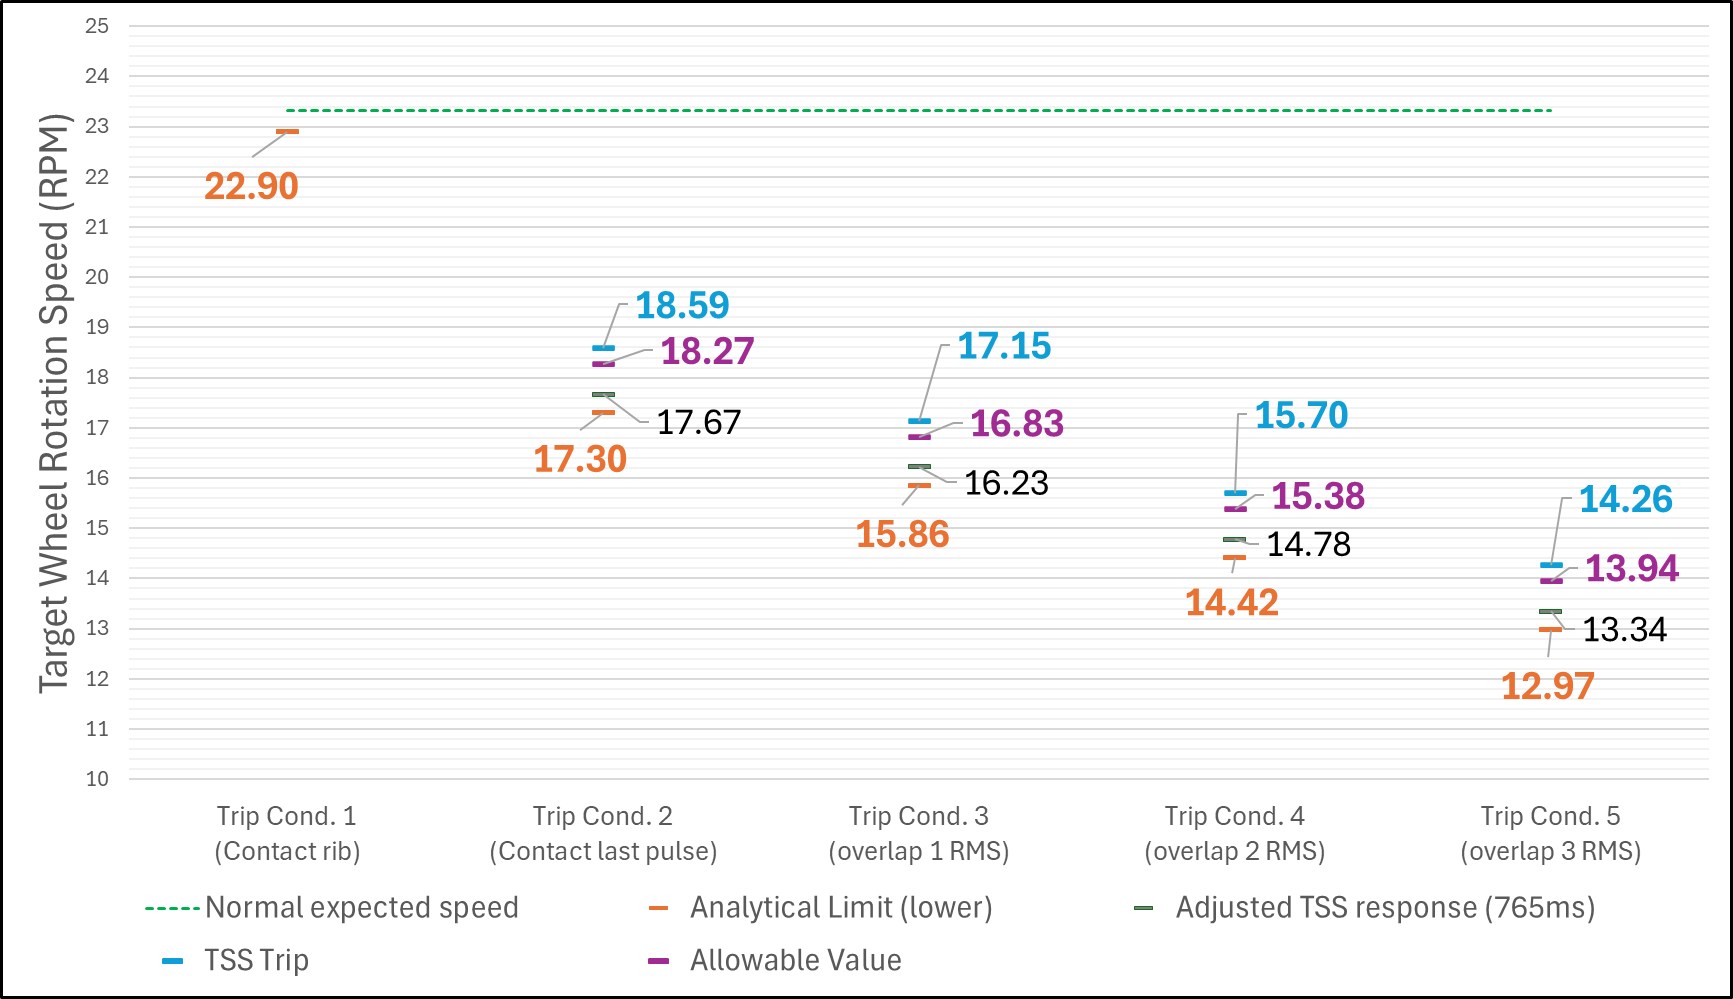 Target Wheel Rotation Speed (RPM)
25
24
23
22
21
20
19
18
17
16
15
14
13
12
11
10
22.90
18.59
18.27
17.67
17.30
17.15
16.83
16.23
15.86
15.70
15.38
14.78
14.42
14.26
13.94
13.34
12.97
Trip Cond. 1
(Contact rib)
Trip Cond. 2
(Contact last pulse)
Trip Cond. 3
(overlap 1 RMS)
Trip Cond. 4
(overlap 2 RMS)
Trip Cond. 5
(overlap 3 RMS)
Normal expected speed
Analytical Limit (lower)
Adjusted TSS response (765ms)
TSS Trip
Allowable Value